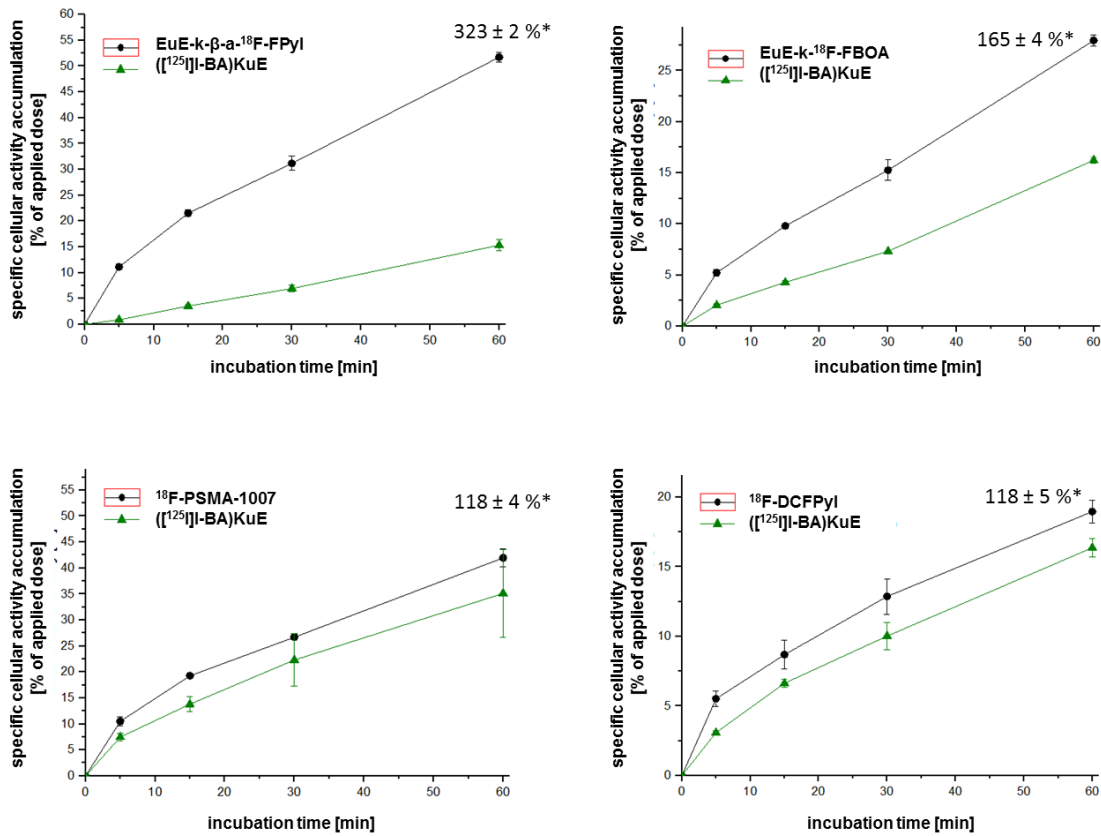 EuE-k-β-a-¹⁸F-FPyl
([¹²⁵I]I-BA)KuE
323 ± 2 %*
specific cellular activity accumulation
[% of applied dose]
60
55
50
45
40
35
30
25
20
15
10
5
0
0 10 20 30 40 50 60
incubation time [min]
EuE-k-¹⁸F-FBOA
([¹²⁵I]I-BA)KuE
165 ± 4 %*
specific cellular activity accumulation
[% of applied dose]
25
20
15
10
5
0
0 10 20 30 40 50 60
incubation time [min]
¹⁸F-PSMA-1007
([¹²⁵I]I-BA)KuE
118 ± 4 %*
specific cellular activity accumulation
[% of applied dose]
55
50
45
40
35
30
25
20
15
10
5
0
0 10 20 30 40 50 60
incubation time [min]
¹⁸F-DCFPyl
([¹²⁵I]I-BA)KuE
118 ± 5 %*
specific cellular activity accumulation
[% of applied dose]
20
15
10
5
0
0 10 20 30 40 50 60
incubation time [min]